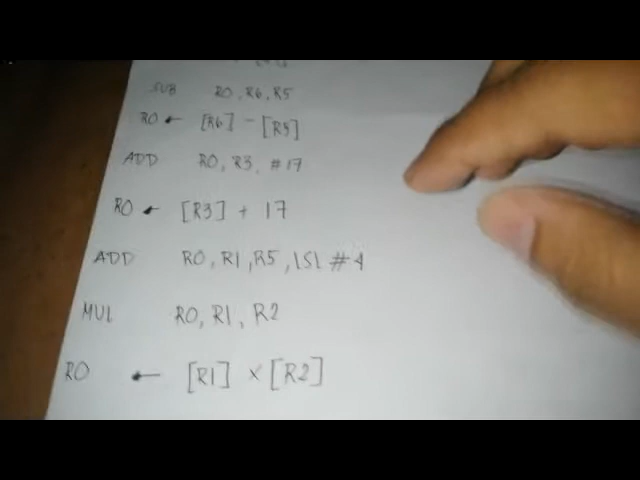 SUB R0, R6, R5
R0 ← [R6] - [R5]
ADD R0, R3, #17
R0 ← [R3] + 17
ADD R0, R1, R5, LSL #4
MUL R0, R1, R2
R0 ← [R1] x [R2]